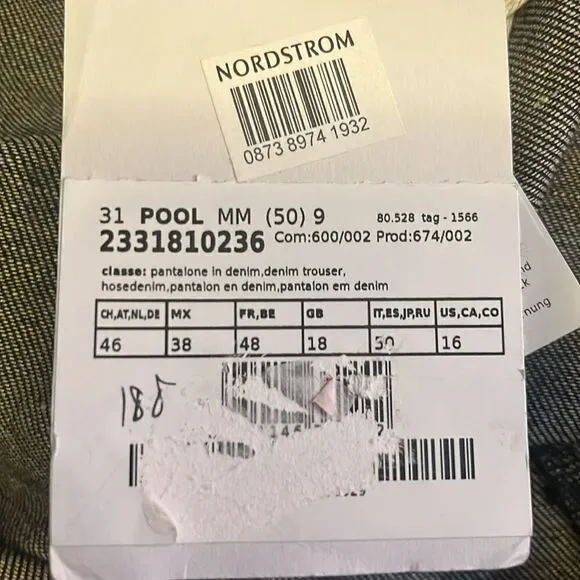 NORDSTROM
0873 8974 1932
31 POOL MM (50) 9 80.528 tag - 1566
2331810236 Com:600/002 Prod:674/002
classe: pantalone in denim,denim trouser,
hosedenim,pantalon en denim,pantalon em denim
CH,AT,NL,DE MX FR,BE GB IT,ES,JP,RU US,CA,CO
46 38 48 18 50 16
nung